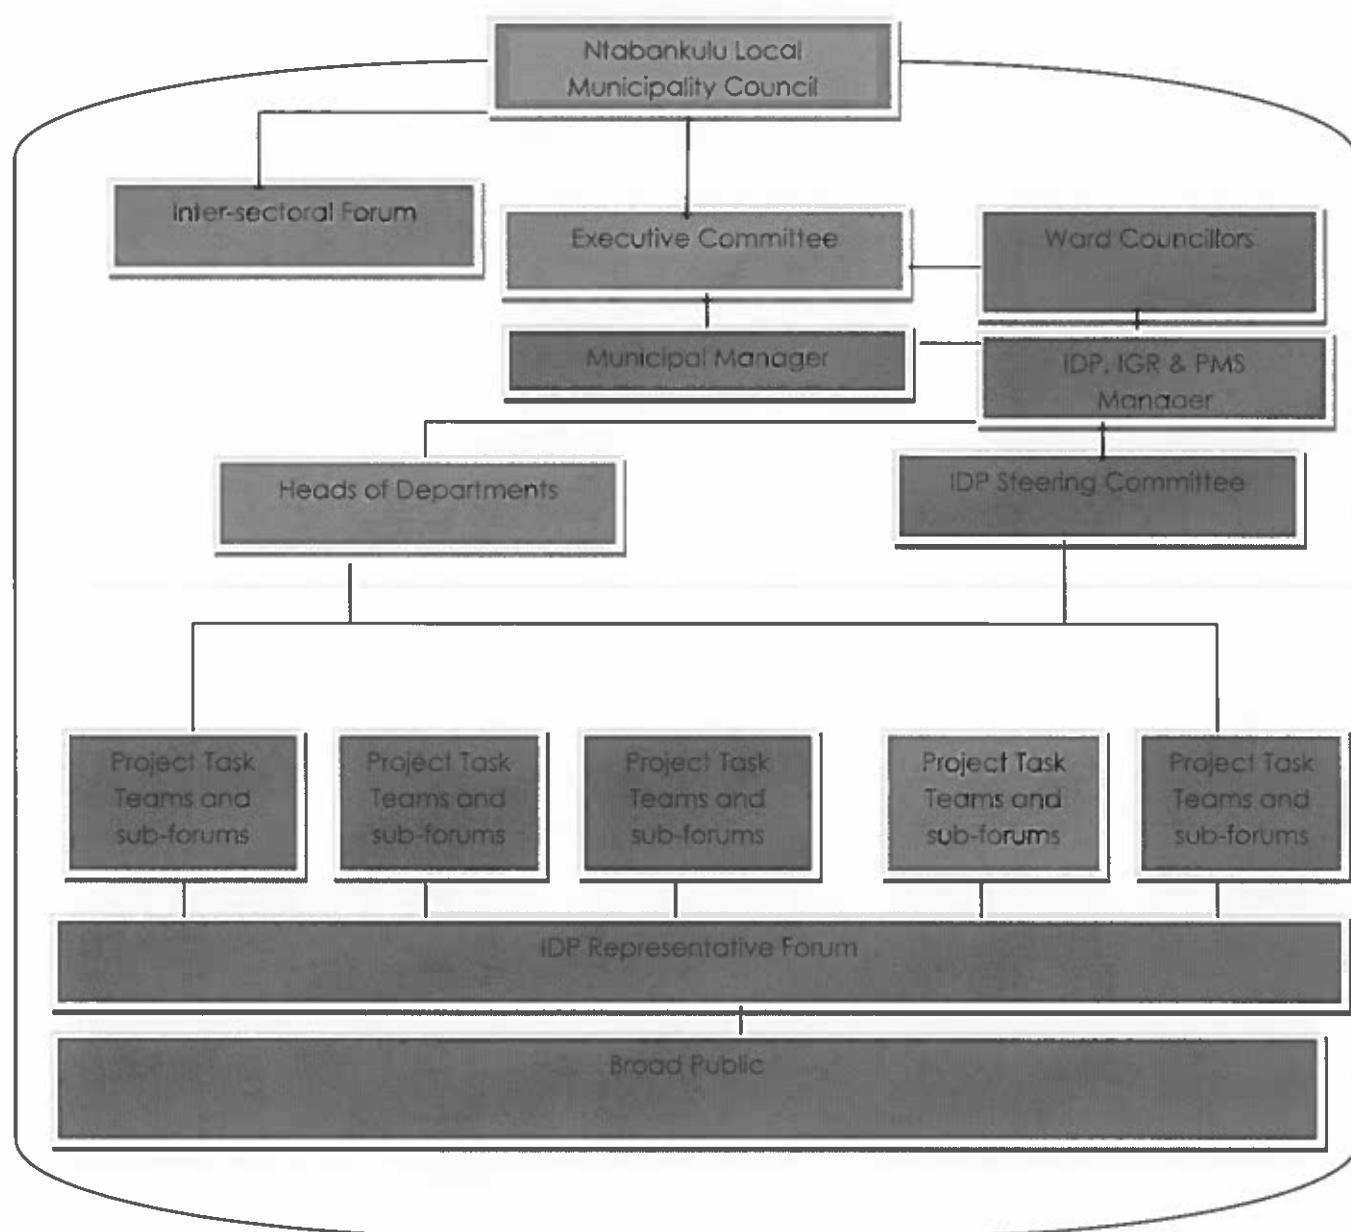 Ntabankulu Local
Municipality Council
Inter-sectoral Forum
Executive Committee
Ward Councillors
Municipal Manager
IDP, IGR & PMS
Manager
Heads of Departments
IDP Steering Committee
Project Task
Teams and
sub-forums
Project Task
Teams and
sub-forums
Project Task
Teams and
sub-forums
Project Task
Teams and
sub-forums
Project Task
Teams and
sub-forums
IDP Representative Forum
Broad Public